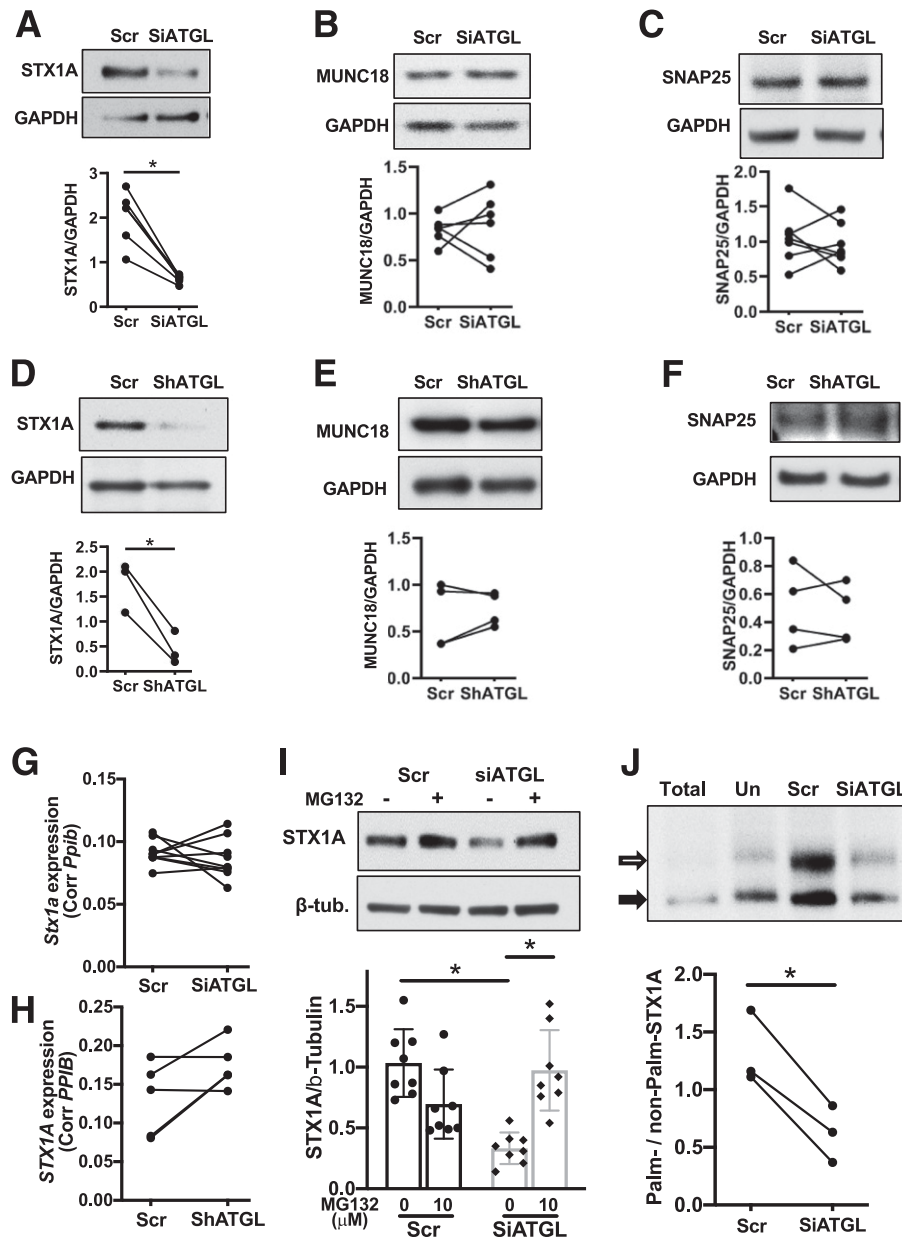 A
Scr SiATGL
STX1A
GAPDH
*
3
2
1
0
STX1A/GAPDH
Scr SiATGL
B
Scr SiATGL
MUNC18
GAPDH
1.5
1.0
0.5
0.0
MUNC18/GAPDH
Scr SiATGL
C
Scr SiATGL
SNAP25
GAPDH
2.0
1.5
1.0
0.5
0.0
SNAP25/GAPDH
Scr SiATGL
D
Scr ShATGL
STX1A
GAPDH
*
2.5
2.0
1.5
1.0
0.5
0.0
STX1A/GAPDH
Scr ShATGL
E
Scr ShATGL
MUNC18
GAPDH
1.5
1.0
0.5
0.0
MUNC18/GAPDH
Scr ShATGL
F
Scr ShATGL
SNAP25
GAPDH
1.0
0.8
0.6
0.4
0.2
0.0
SNAP25/GAPDH
Scr ShATGL
G
0.15
0.10
0.05
0.00
Stx1a expression
(Corr Ppib)
Scr SiATGL
H
0.25
0.20
0.15
0.10
0.05
0.00
STX1A expression
(Corr PPIB)
Scr ShATGL
I
Scr siATGL
MG132 - + - +
STX1A
β-tub.
* *
1.5
1.0
0.5
0.0
STX1A/b-Tubulin
MG132 0 10 0 10
(μM)
Scr SiATGL
J
Total Un Scr SiATGL
*
2.0
1.5
1.0
0.5
0.0
Palm- / non-Palm-STX1A
Scr SiATGL